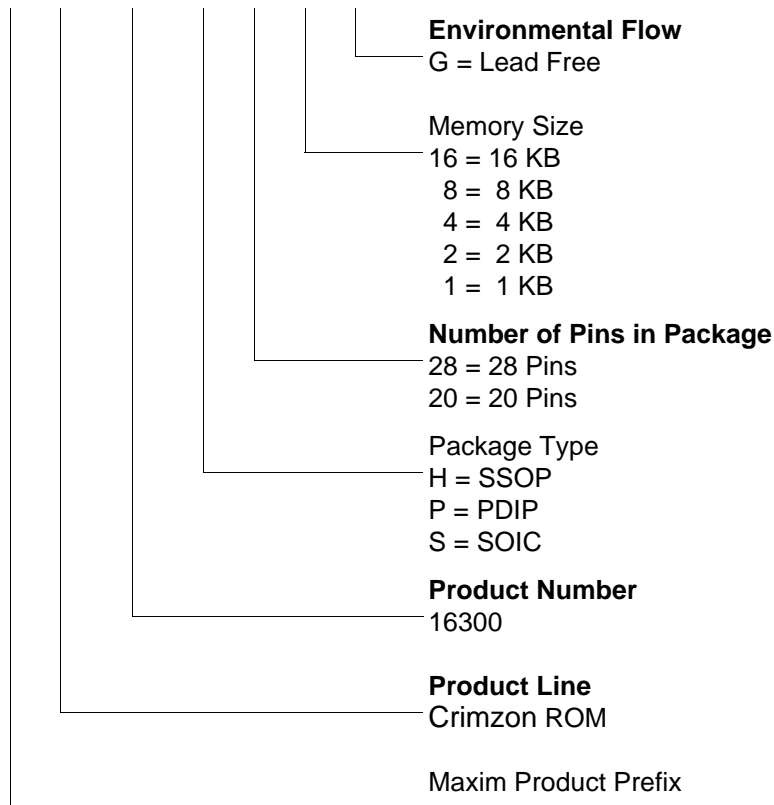 Environmental Flow
G = Lead Free
Memory Size
16 = 16 KB
8 = 8 KB
4 = 4 KB
2 = 2 KB
1 = 1 KB
Number of Pins in Package
28 = 28 Pins
20 = 20 Pins
Package Type
H = SSOP
P = PDIP
S = SOIC
Product Number
16300
Product Line
Crimzon ROM
Maxim Product Prefix